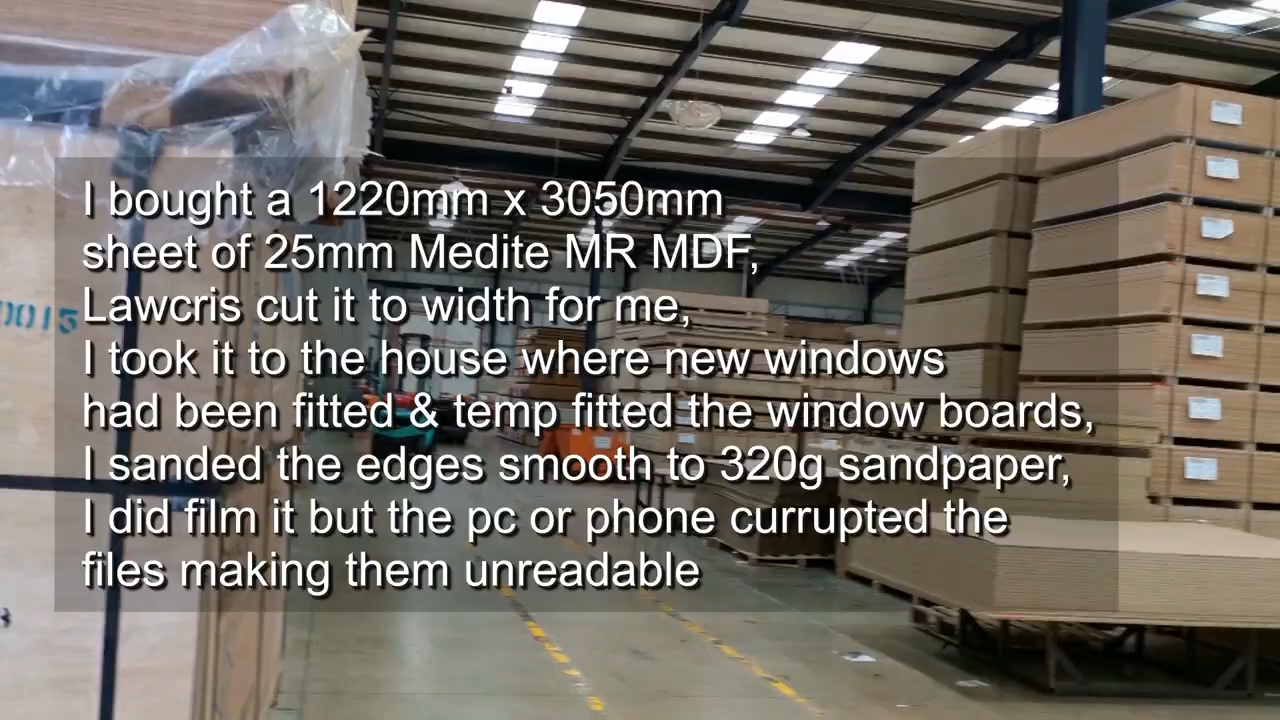 I bought a 1220mm x 3050mm
sheet of 25mm Medite MR MDF,
Lawcris cut it to width for me,
I took it to the house where new windows
had been fitted & temp fitted the window boards,
I sanded the edges smooth to 320g sandpaper,
I did film it but the pc or phone currupted the
files making them unreadable
0015